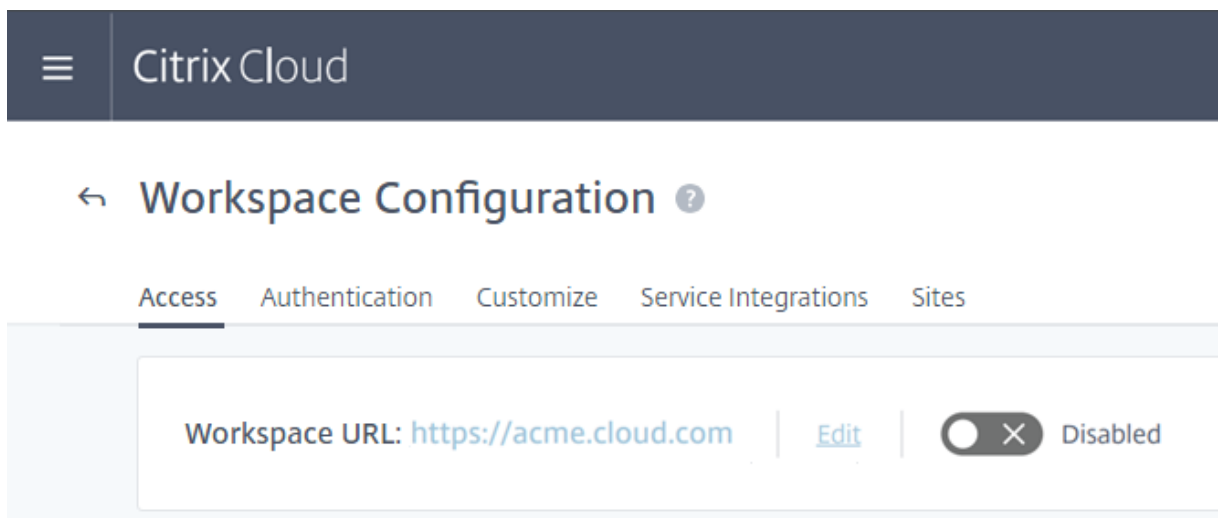 Citrix Cloud
Workspace Configuration ?
Access Authentication Customize Service Integrations Sites
Workspace URL: https://acme.cloud.com Edit Disabled